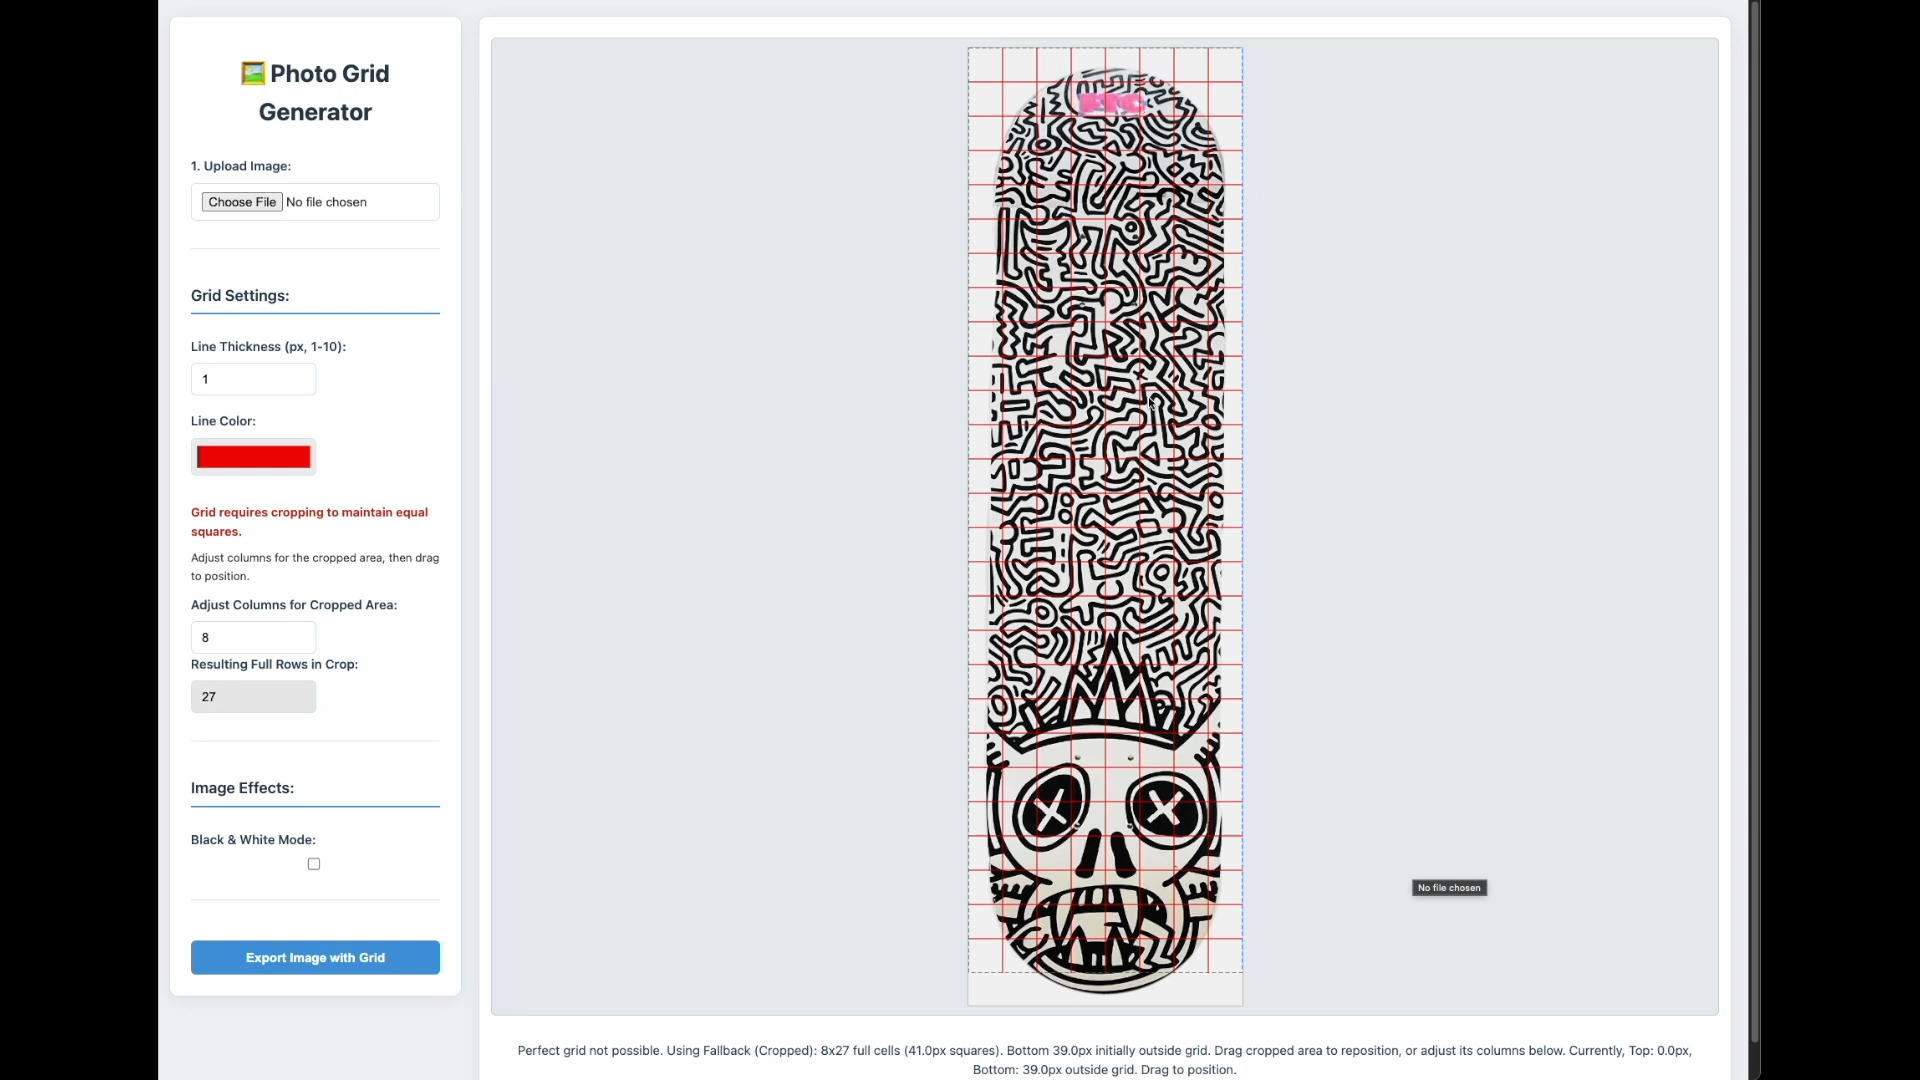 🖼️ Photo Grid
Generator
1. Upload Image:
Choose File No file chosen
Grid Settings:
Line Thickness (px, 1-10):
1
Line Color:
Grid requires cropping to maintain equal
squares.
Adjust columns for the cropped area, then drag
to position.
Adjust Columns for Cropped Area:
8
Resulting Full Rows in Crop:
27
Image Effects:
Black & White Mode:
Export Image with Grid
No file chosen
Perfect grid not possible. Using Fallback (Cropped): 8x27 full cells (41.0px squares). Bottom 39.0px initially outside grid. Drag cropped area to reposition, or adjust its columns below. Currently, Top: 0.0px,
Bottom: 39.0px outside grid. Drag to position.